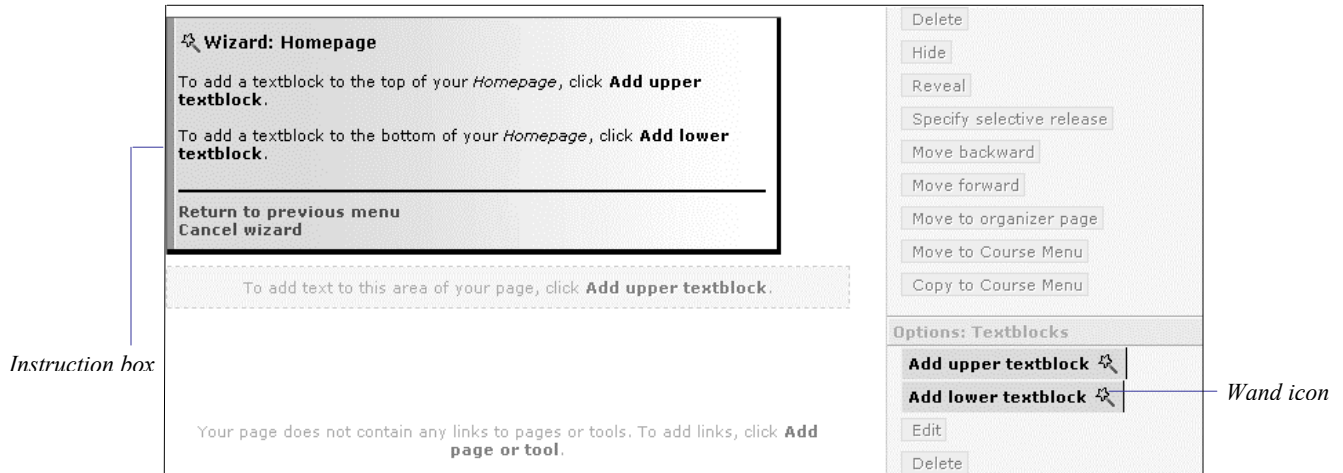 Wizard: Homepage
To add a textblock to the top of your Homepage, click Add upper
textblock.
To add a textblock to the bottom of your Homepage, click Add lower
textblock.
Return to previous menu
Cancel wizard
To add text to this area of your page, click Add upper textblock.
Your page does not contain any links to pages or tools. To add links, click Add
page or tool.
Instruction box
Delete
Hide
Reveal
Specify selective release
Move backward
Move forward
Move to organizer page
Move to Course Menu
Copy to Course Menu
Options: Textblocks
Add upper textblock
Add lower textblock
Edit
Delete
Wand icon